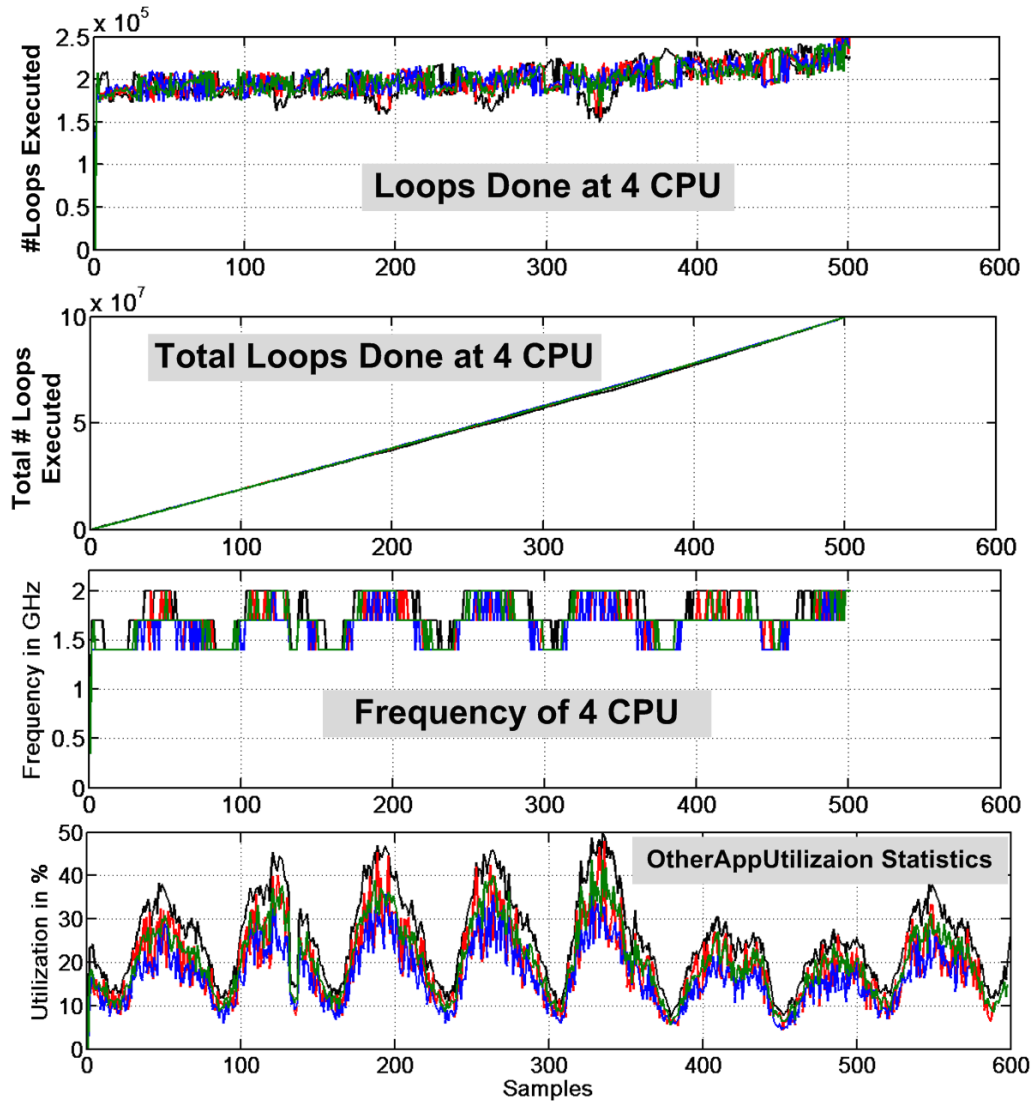 x 10^5
2.5
2
1.5
1
0.5
0
#Loops Executed
Loops Done at 4 CPU
0 100 200 300 400 500 600
x 10^7
10
5
0
Total # Loops
Executed
Total Loops Done at 4 CPU
0 100 200 300 400 500 600
2
1.5
1
0.5
0
Frequency in GHz
Frequency of 4 CPU
0 100 200 300 400 500 600
50
40
30
20
10
0
Utilization in %
OtherAppUtilizaion Statistics
0 100 200 300 400 500 600
Samples